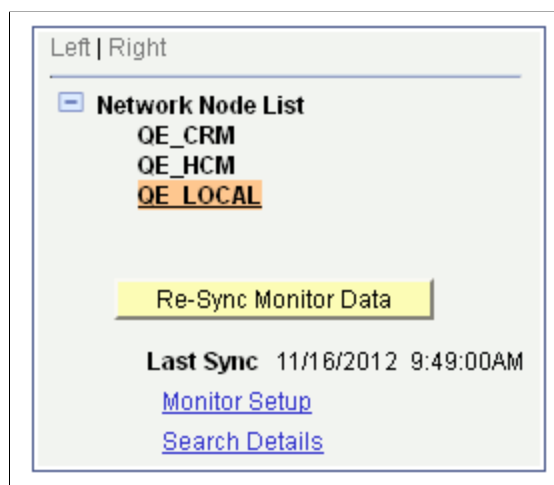 Left | Right
Network Node List
QE_CRM
QE_HCM
QE_LOCAL
Re-Sync Monitor Data
Last Sync 11/16/2012 9:49:00AM
Monitor Setup
Search Details